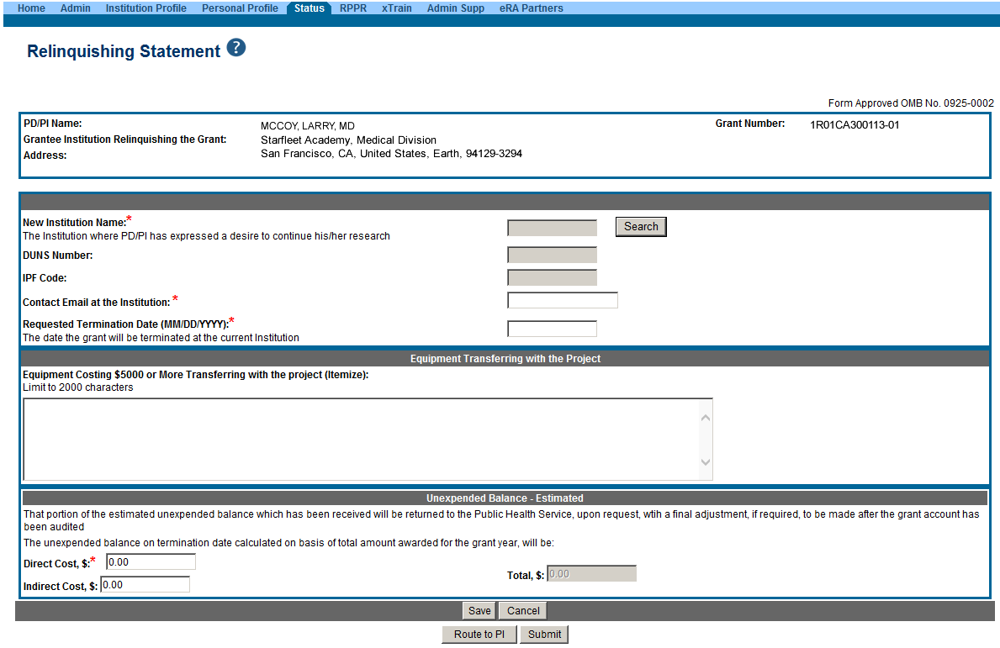 Home Admin Institution Profile Personal Profile Status RPPR xTrain Admin Supp eRA Partners
Relinquishing Statement ?
Form Approved OMB No. 0925-0002
PD/PI Name: MCCOY, LARRY, MD Grant Number: 1R01CA300113-01
Grantee Institution Relinquishing the Grant: Starfleet Academy, Medical Division
Address: San Francisco, CA, United States, Earth, 94129-3294
New Institution Name:* Search
The Institution where PD/PI has expressed a desire to continue his/her research
DUNS Number:
IPF Code:
Contact Email at the Institution: *
Requested Termination Date (MM/DD/YYYY):*
The date the grant will be terminated at the current Institution
Equipment Transferring with the Project
Equipment Costing $5000 or More Transferring with the project (Itemize):
Limit to 2000 characters
Unexpended Balance - Estimated
That portion of the estimated unexpended balance which has been received will be returned to the Public Health Service, upon request, wtih a final adjustment, if required, to be made after the grant account has
been audited
The unexpended balance on termination date calculated on basis of total amount awarded for the grant year, will be:
Direct Cost, $:* 0.00
Total, $: 0.00
Indirect Cost, $: 0.00
Save Cancel
Route to PI Submit